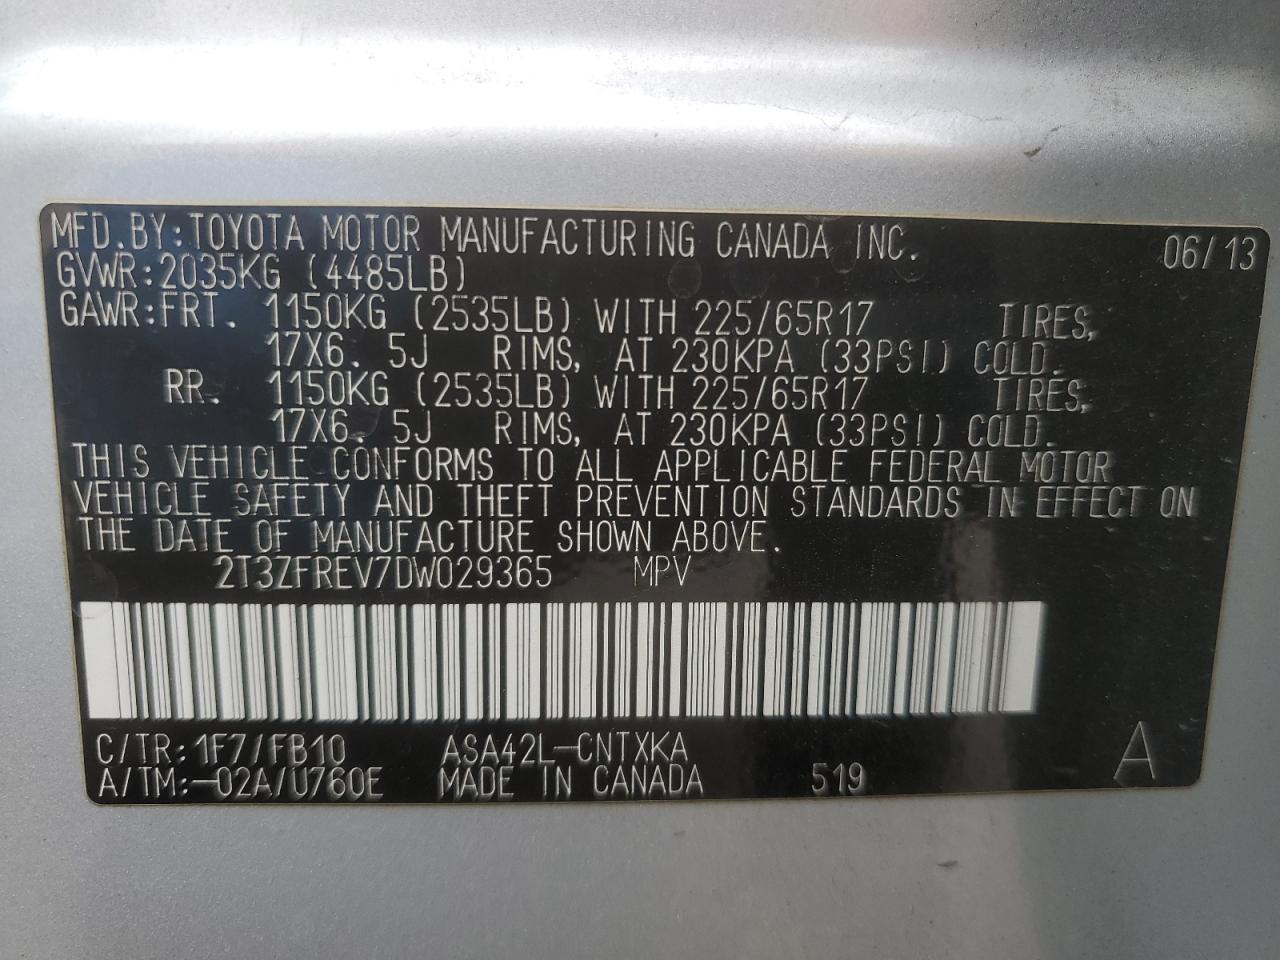 MFD.BY:TOYOTA MOTOR MANUFACTURING CANADA INC. 06/13
GVWR:2035KG (4485LB)
GAWR:FRT. 1150KG (2535LB) WITH 225/65R17 TIRES,
17X6.5J RIMS, AT 230KPA (33PSI) COLD.
RR. 1150KG (2535LB) WITH 225/65R17 TIRES,
17X6.5J RIMS, AT 230KPA (33PSI) COLD.
THIS VEHICLE CONFORMS TO ALL APPLICABLE FEDERAL MOTOR
VEHICLE SAFETY AND THEFT PREVENTION STANDARDS IN EFFECT ON
THE DATE OF MANUFACTURE SHOWN ABOVE.
2T3ZFREV7DW029365 MPV
C/TR:1F7/FB10 ASA42L-CNTXKA
A/TM:-02A/U760E MADE IN CANADA 519 A